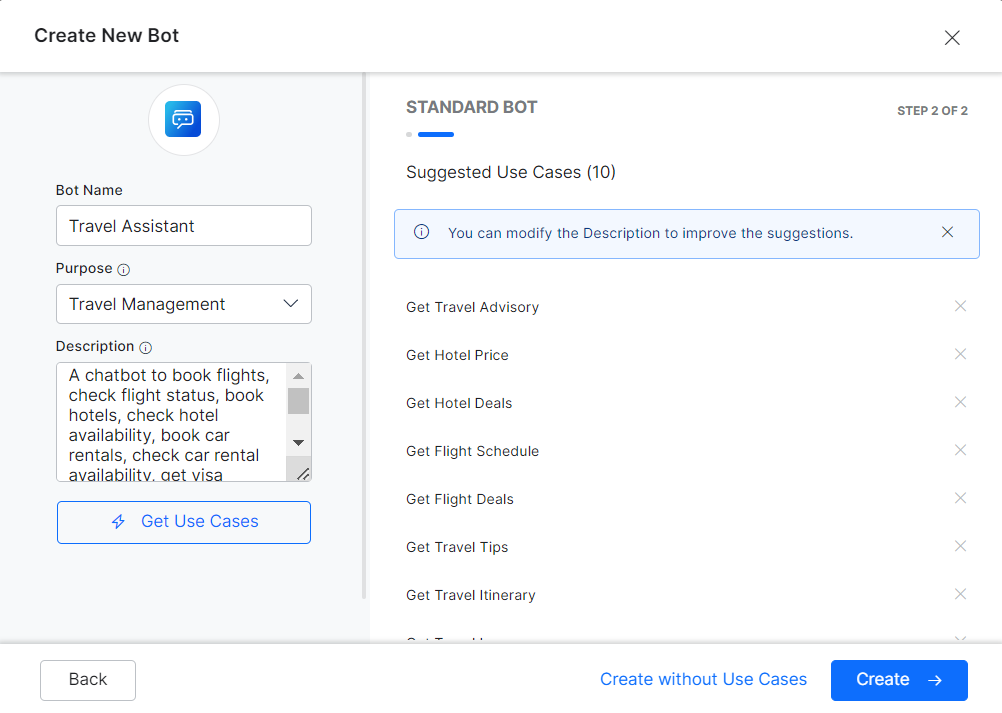 Create New Bot
Bot Name
Travel Assistant
Purpose
Travel Management
Description
A chatbot to book flights,
check flight status, book
hotels, check hotel
availability, book car
rentals, check car rental
availability, get visa
Get Use Cases
STANDARD BOT
STEP 2 OF 2
Suggested Use Cases (10)
You can modify the Description to improve the suggestions.
Get Travel Advisory
Get Hotel Price
Get Hotel Deals
Get Flight Schedule
Get Flight Deals
Get Travel Tips
Get Travel Itinerary
Get Travel
Back
Create without Use Cases
Create